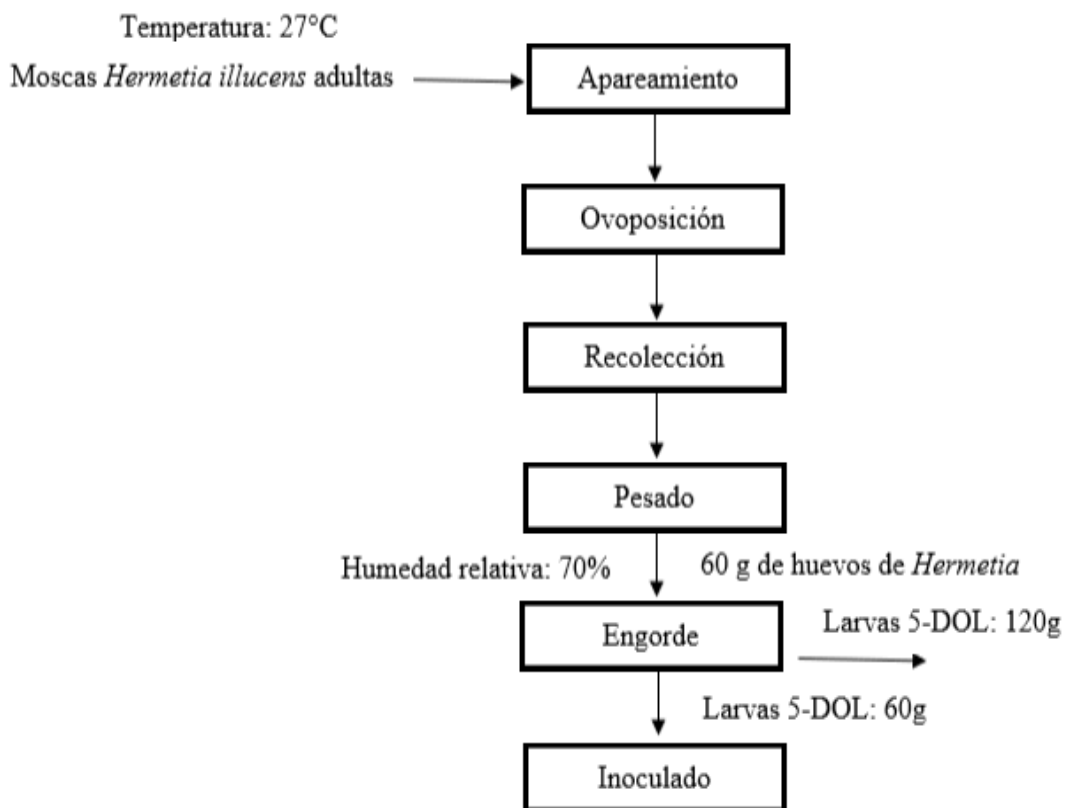 Temperatura: 27°C
Moscas Hermetia illucens adultas
Apareamiento
Ovoposición
Recolección
Pesado
Humedad relativa: 70%
60 g de huevos de Hermetia
Engorde
Larvas 5-DOL: 120g
Larvas 5-DOL: 60g
Inoculado